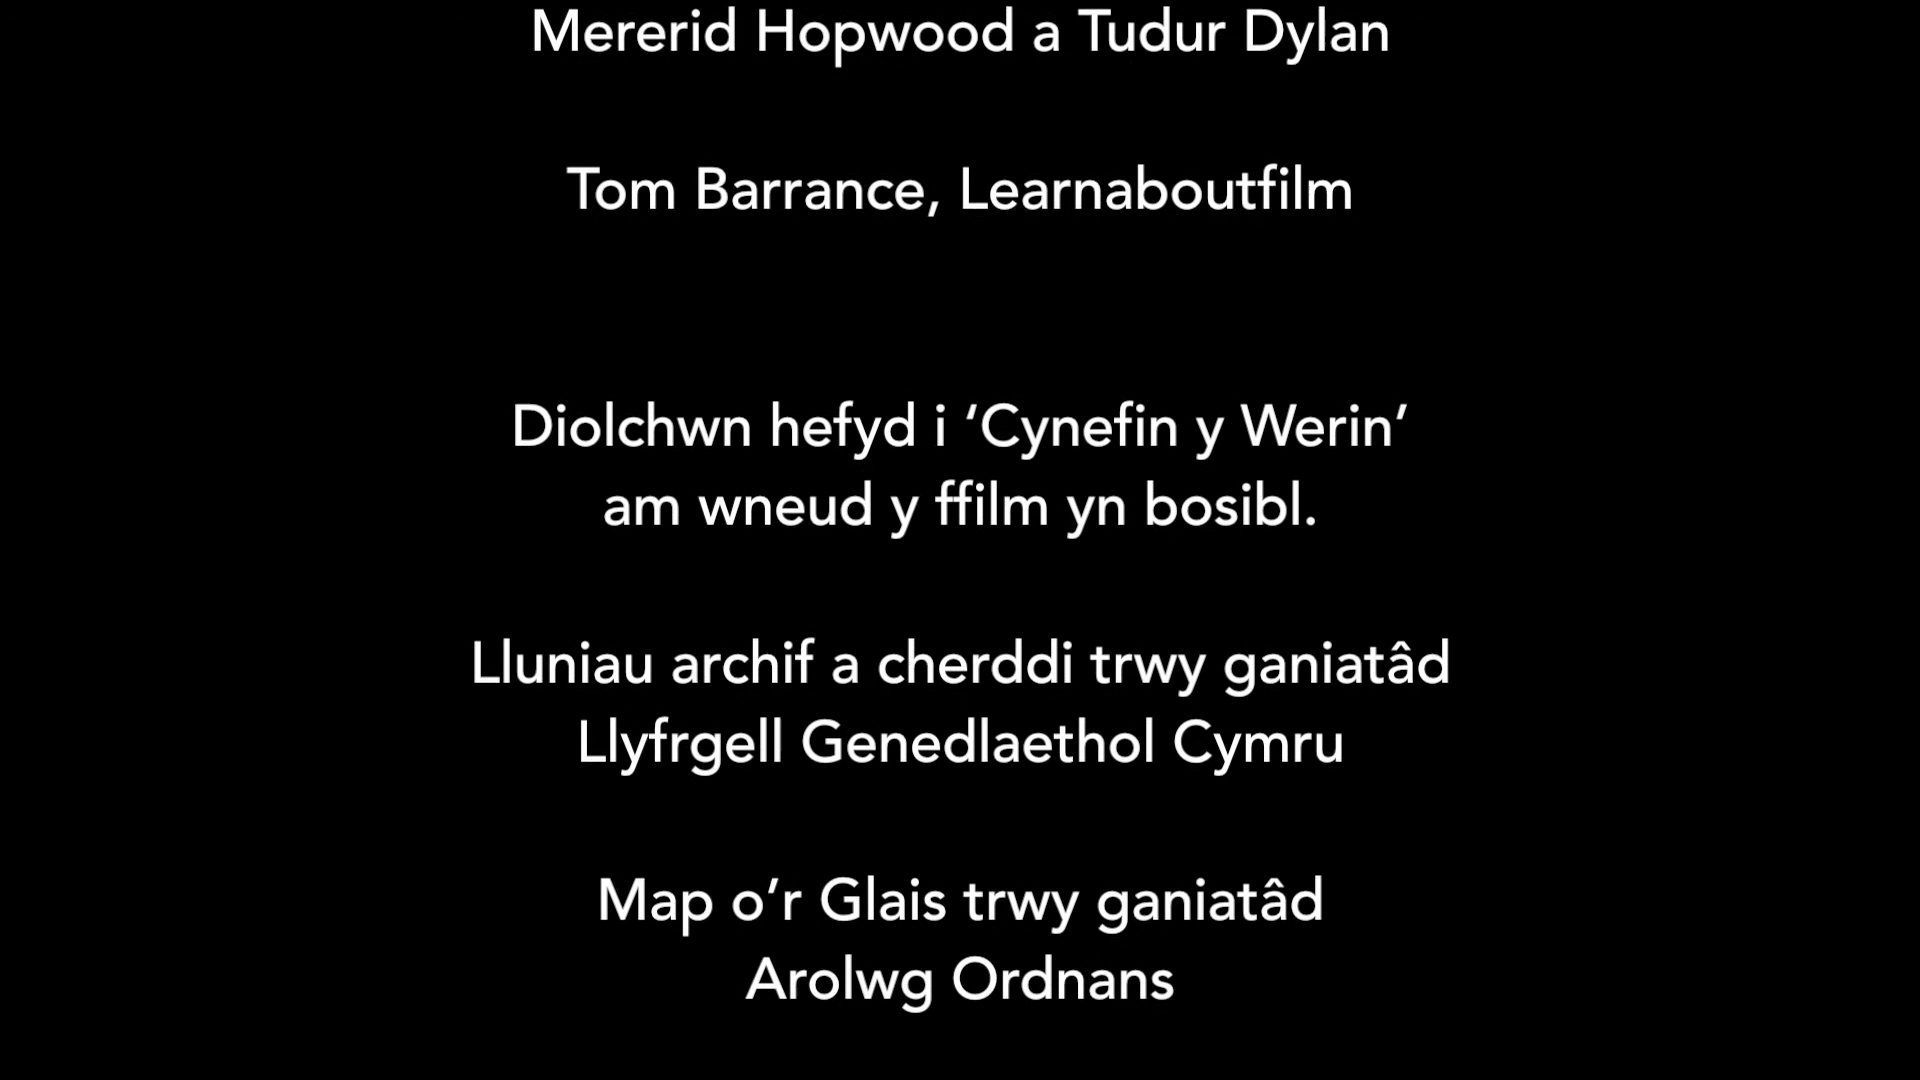 Mererid Hopwood a Tudur Dylan
Tom Barrance, Learnaboutfilm
Diolchwn hefyd i ‘Cynefin y Werin’
am wneud y ffilm yn bosibl.
Lluniau archif a cherddi trwy ganiatâd
Llyfrgell Genedlaethol Cymru
Map o’r Glais trwy ganiatâd
Arolwg Ordnans